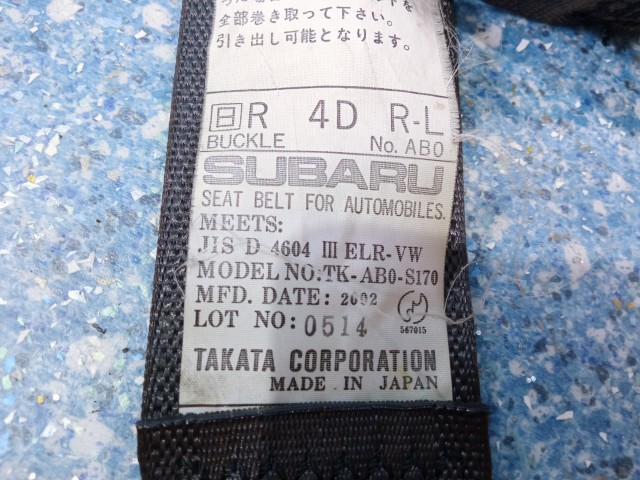 全部巻き取って下さい。
引き出し可能となります。
日R 4D R-L
BUCKLE No. AB0
SUBARU
SEAT BELT FOR AUTOMOBILES.
MEETS:
JIS D 4604 III ELR-VW
MODEL NO:TK-AB0-S170
MFD. DATE: 2002
LOT NO: 0514
567015
TAKATA CORPORATION
MADE IN JAPAN